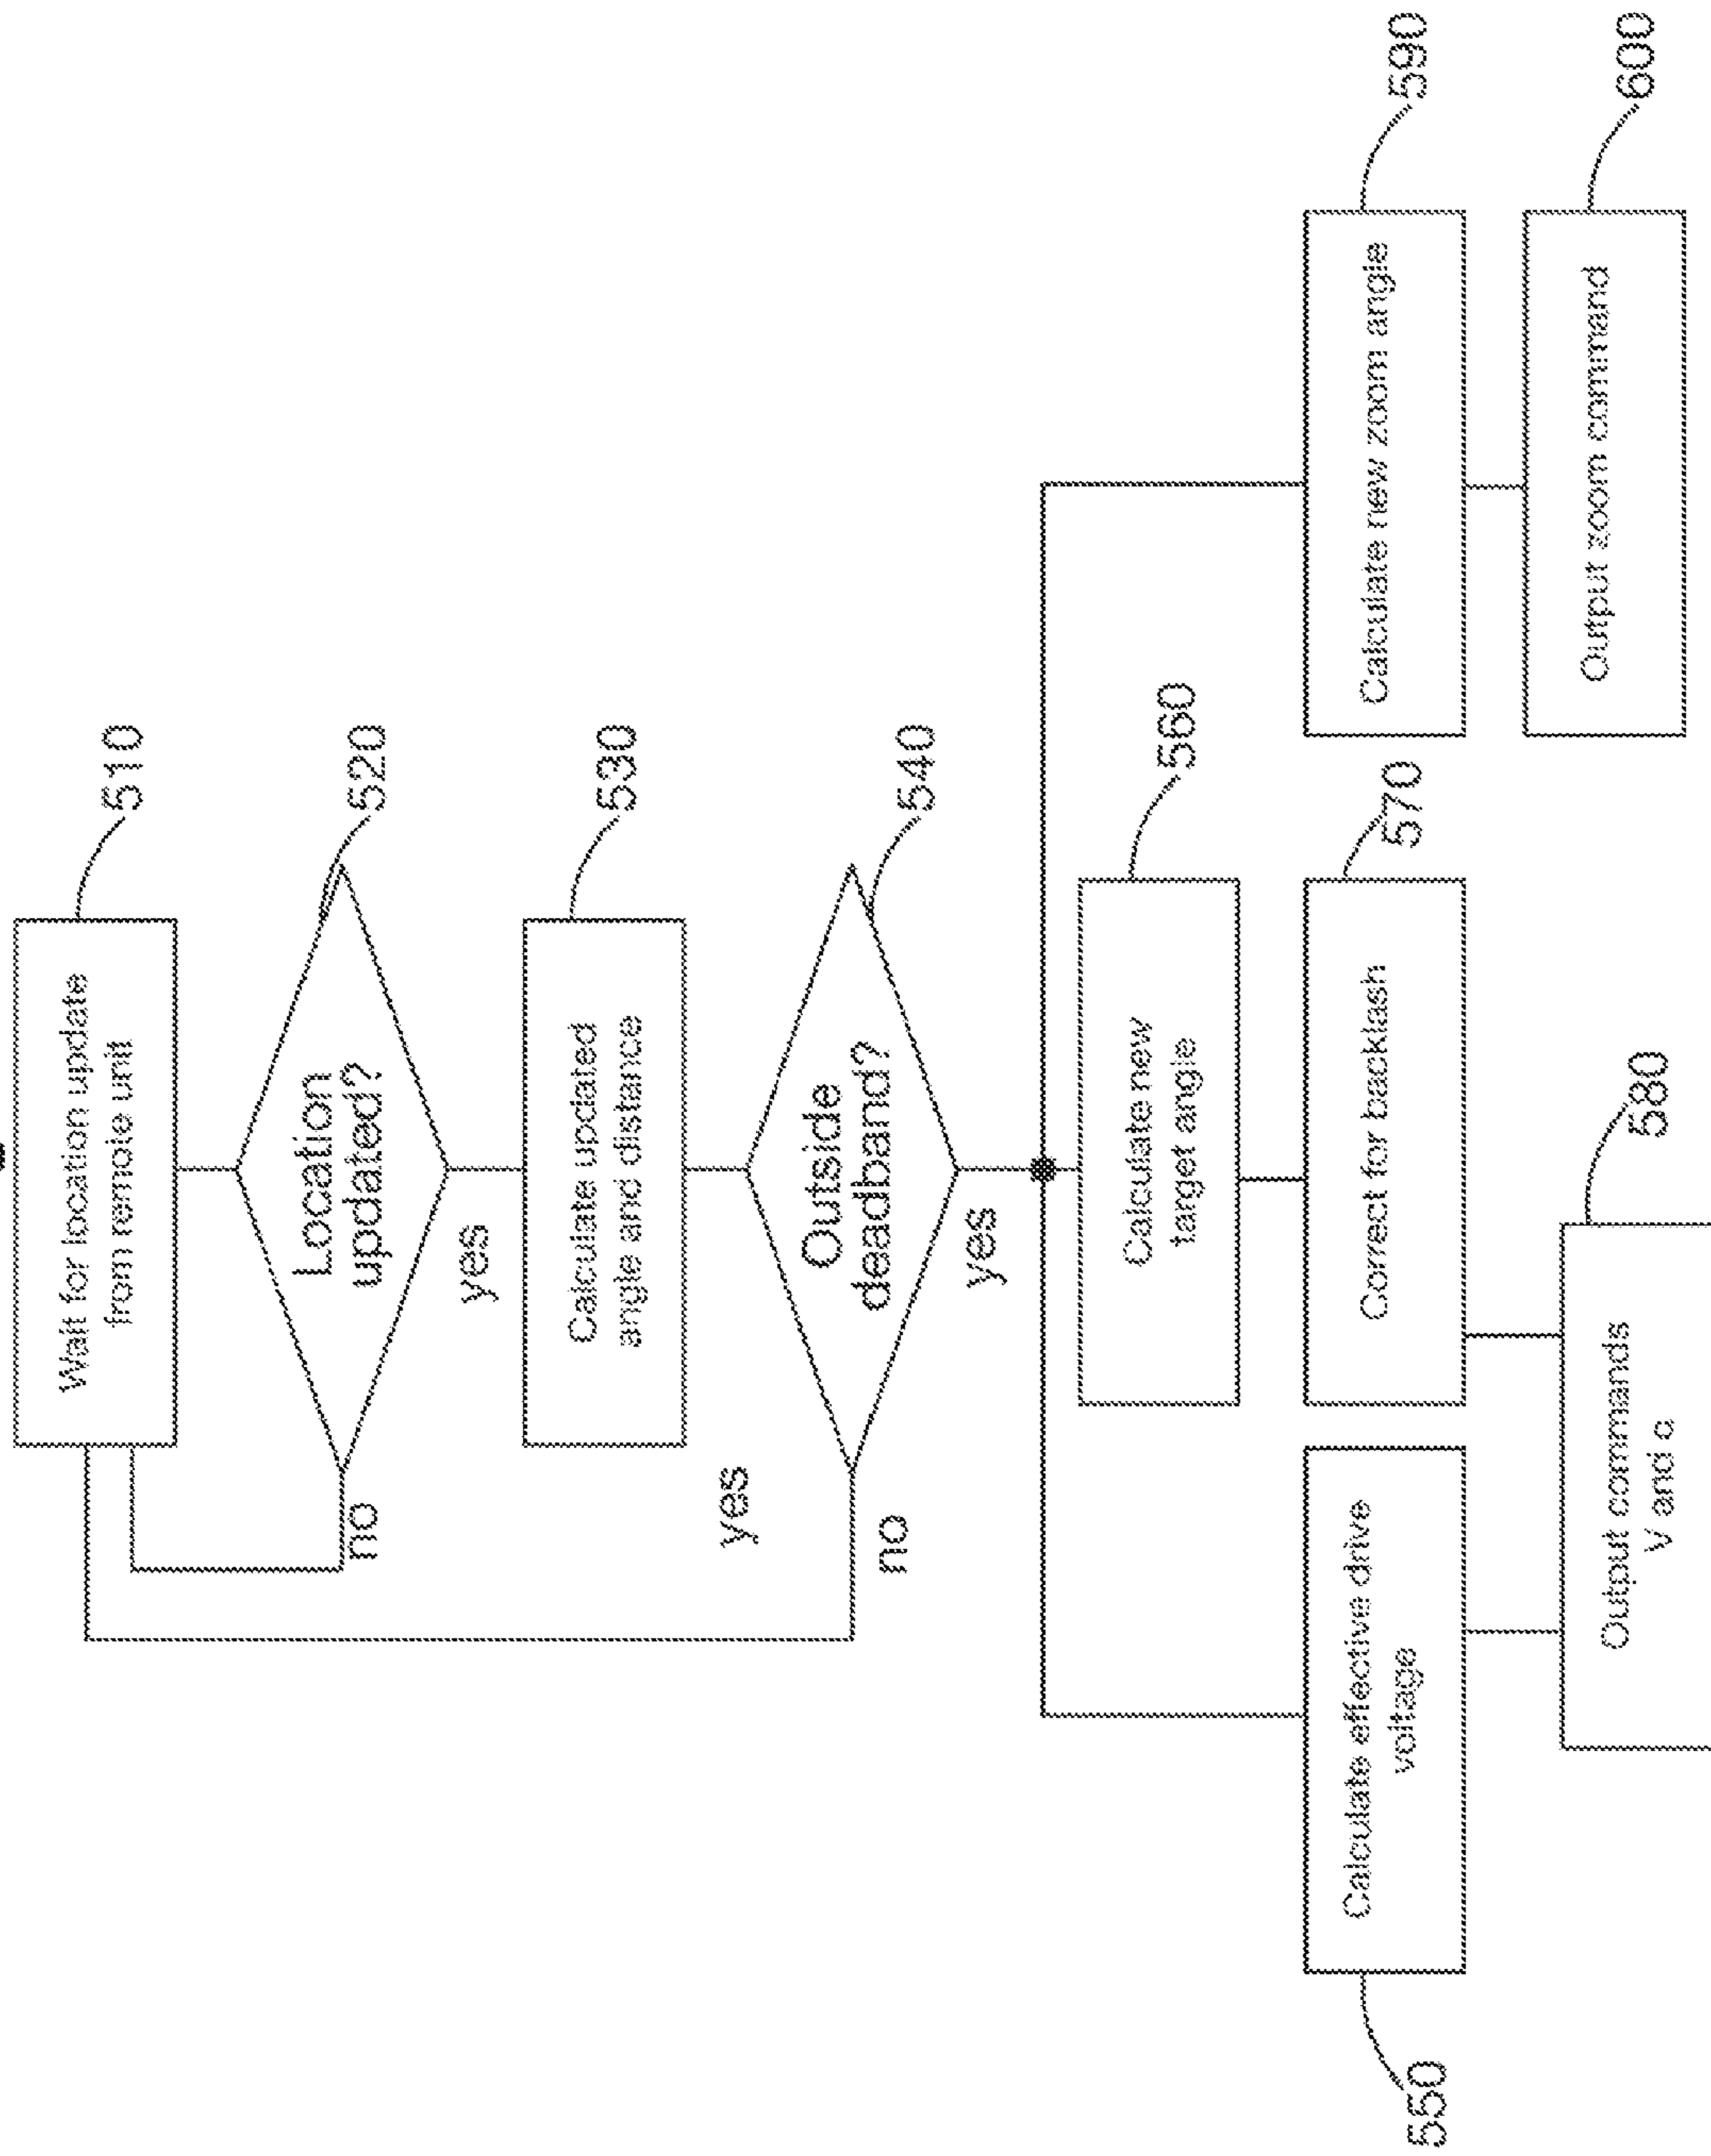 Wait for location update
from remote unit
510
Location
updated?
520
no
yes
Calculate updated
angle and distance
530
yes
Outside
deadband?
540
no
yes
Calculate new
target angle
560
Calculate effective drive
voltage
550
Correct for backlash
570
Calculate new zoom angle
590
Output commands
V and α
580
Output zoom command
600